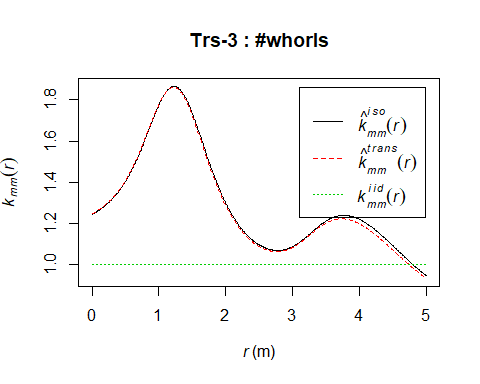 Trs-3 : #whorls
k̂ₘₘ^iso(r)
k̂ₘₘ^trans(r)
kₘₘ^iid(r)
kₘₘ(r)
1.8
1.6
1.4
1.2
1.0
0 1 2 3 4 5
r (m)